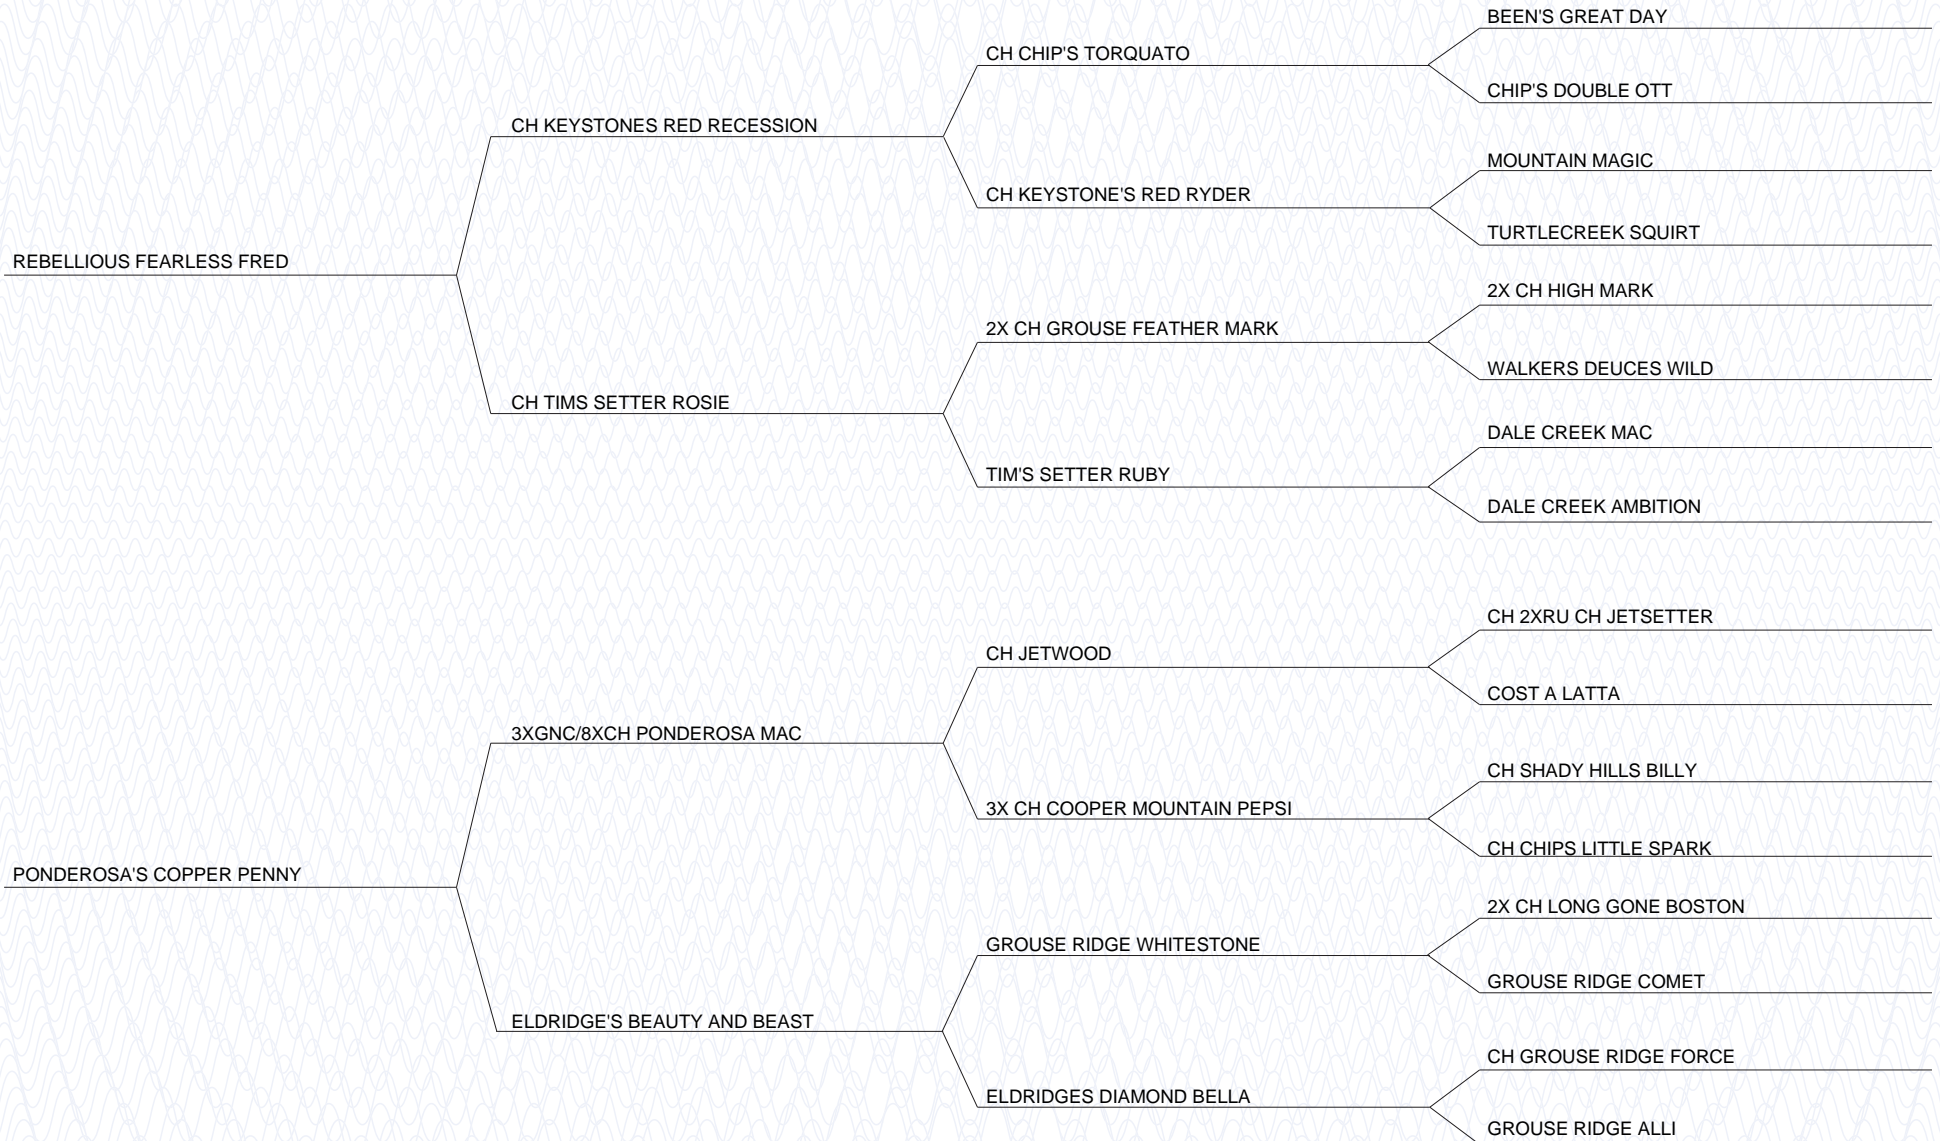 BEEN'S GREAT DAY
CH CHIP'S TORQUATO
CHIP'S DOUBLE OTT
CH KEYSTONES RED RECESSION
MOUNTAIN MAGIC
CH KEYSTONE'S RED RYDER
TURTLECREEK SQUIRT
REBELLIOUS FEARLESS FRED
2X CH HIGH MARK
2X CH GROUSE FEATHER MARK
WALKERS DEUCES WILD
CH TIMS SETTER ROSIE
DALE CREEK MAC
TIM'S SETTER RUBY
DALE CREEK AMBITION
CH 2XRU CH JETSETTER
CH JETWOOD
COST A LATTA
3XGNC/8XCH PONDEROSA MAC
CH SHADY HILLS BILLY
3X CH COOPER MOUNTAIN PEPSI
CH CHIPS LITTLE SPARK
PONDEROSA'S COPPER PENNY
2X CH LONG GONE BOSTON
GROUSE RIDGE WHITESTONE
GROUSE RIDGE COMET
ELDRIDGE'S BEAUTY AND BEAST
CH GROUSE RIDGE FORCE
ELDRIDGES DIAMOND BELLA
GROUSE RIDGE ALLI